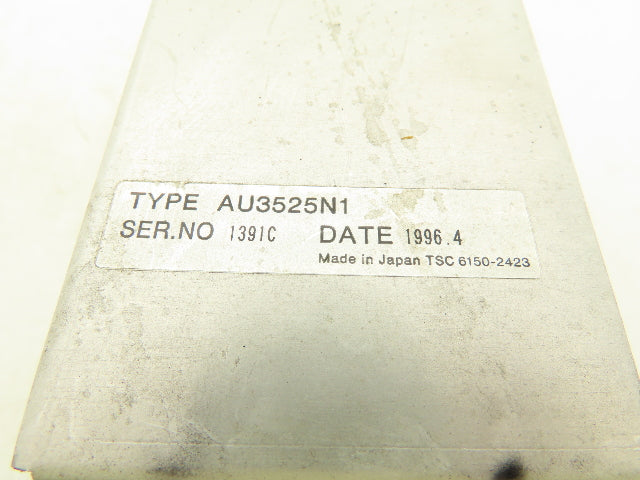 TYPE AU3525N1
SER.NO 1391C DATE 1996.4
Made in Japan TSC 6150-2423